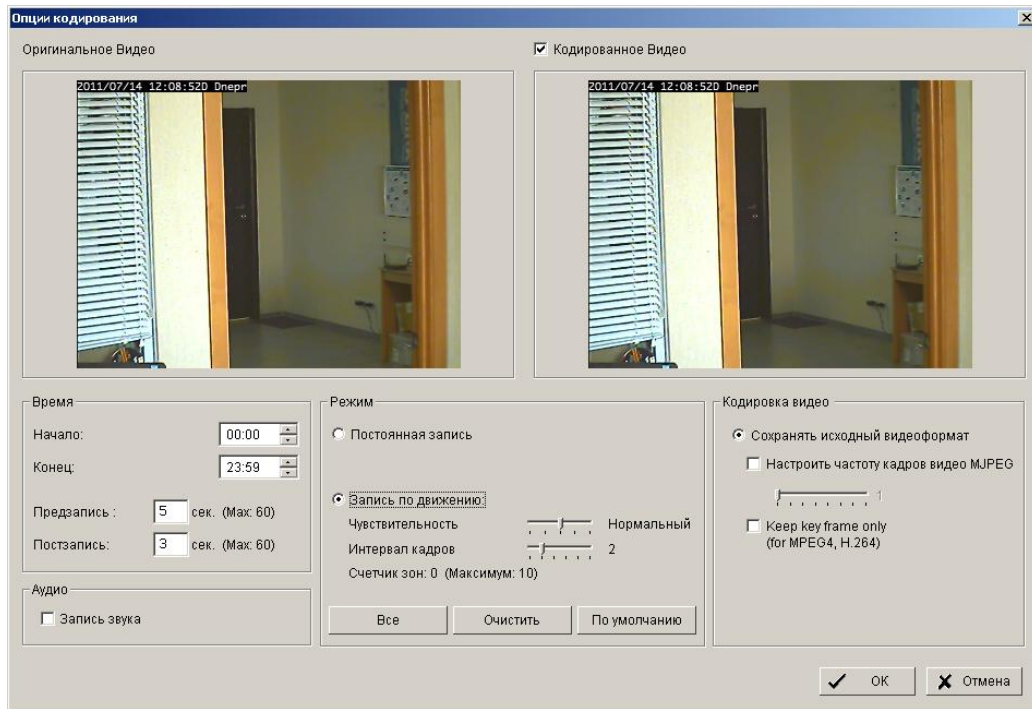 Опции кодирования
Оригинальное Видео
Кодированное Видео
2011/07/14 12:08:52D Dnepr
2011/07/14 12:08:52D Dnepr
Время
Начало: 00:00
Конец: 23:59
Предзапись : 5 сек. (Max: 60)
Постзапись: 3 сек. (Max: 60)
Аудио
Запись звука
Режим
Постоянная запись
Запись по движению:
Чувствительность Нормальный
Интервал кадров 2
Счетчик зон: 0 (Максимум: 10)
Все Очистить По умолчанию
Кодировка видео
Сохранять исходный видеоформат
Настроить частоту кадров видео MJPEG
1
Keep key frame only
(for MPEG4, H.264)
OK Отмена